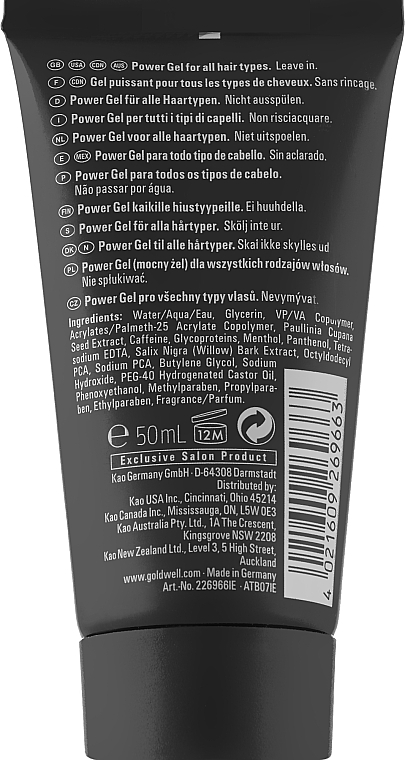 GB USA CDN AUS Power Gel for all hair types. Leave in.
F CDN Gel puissant pour tous les types de cheveux. Sans rincage.
D Power Gel für alle Haartypen. Nicht ausspülen.
I Power Gel per tutti i tipi di capelli. Non risciacquare.
NL Power Gel voor alle haartypen. Niet uitspoelen.
E MEX Power Gel para todo tipo de cabello. Sin aclarado.
P Power Gel para todos os tipos de cabelo.
Não passar por água.
FIN Power Gel kaikille hiustyypeille. Ei huuhdella.
S Power Gel för alla hårtyper. Skölj inte ur.
DK N Power Gel til alle hårtyper. Skal ikke skylles ud
PL Power Gel (mocny żel) dla wszystkich rodzajów włosów.
Nie spłukiwać.
CZ Power Gel pro všechny typy vlasů. Nevymývat.
Ingredients: Water/Aqua/Eau, Glycerin, VP/VA Copolymer,
Acrylates/Palmeth-25 Acrylate Copolymer, Paullinia Cupana
Seed Extract, Caffeine, Glycoproteins, Menthol, Panthenol, Tetra-
sodium EDTA, Salix Nigra (Willow) Bark Extract, Octyldodecyl
PCA, Sodium PCA, Butylene Glycol, Sodium
Hydroxide, PEG-40 Hydrogenated Castor Oil,
Phenoxyethanol, Methylparaben, Propylpara-
ben, Ethylparaben, Fragrance/Parfum.
e 50mL 12M
Exclusive Salon Product
Kao Germany GmbH · D-64308 Darmstadt
Distributed by:
Kao USA Inc., Cincinnati, Ohio 45214
Kao Canada Inc., Mississauga, ON, L5W 0E3
Kao Australia Pty. Ltd., 1A The Crescent,
Kingsgrove NSW 2208
Kao New Zealand Ltd., Level 3, 5 High Street,
Auckland
www.goldwell.com · Made in Germany
Art.-No. 226966IE · ATB07IE
4 021609 269663